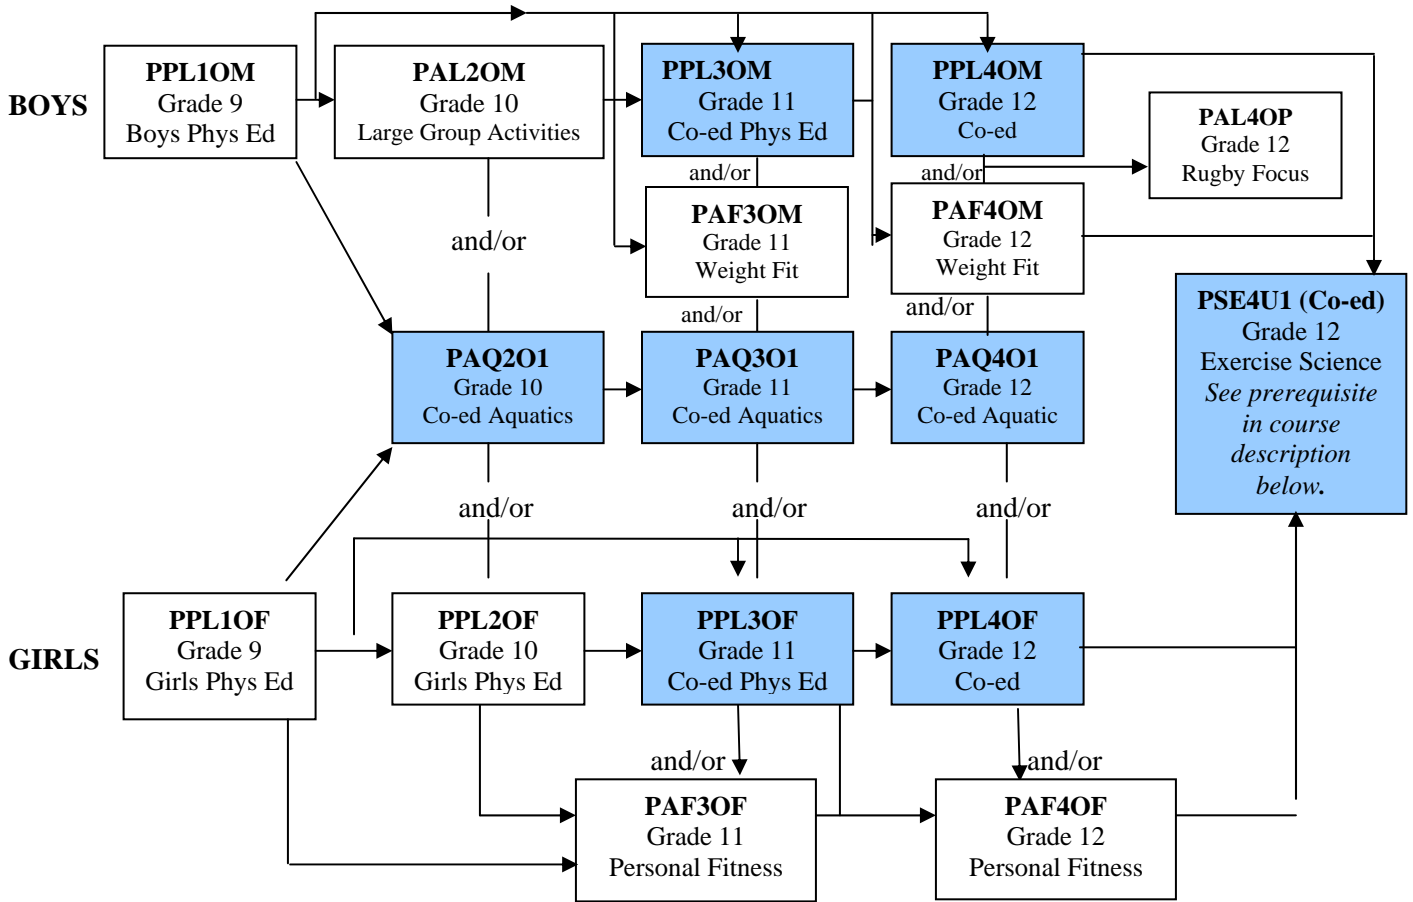 BOYS
PPL1OM
Grade 9
Boys Phys Ed
PAL2OM
Grade 10
Large Group Activities
PPL3OM
Grade 11
Co-ed Phys Ed
PPL4OM
Grade 12
Co-ed
PAL4OP
Grade 12
Rugby Focus
and/or
and/or
and/or
PAF3OM
Grade 11
Weight Fit
PAF4OM
Grade 12
Weight Fit
and/or
and/or
PSE4U1 (Co-ed)
Grade 12
Exercise Science
See prerequisite
in course
description
below.
PAQ2O1
Grade 10
Co-ed Aquatics
PAQ3O1
Grade 11
Co-ed Aquatics
PAQ4O1
Grade 12
Co-ed Aquatic
and/or
and/or
and/or
GIRLS
PPL1OF
Grade 9
Girls Phys Ed
PPL2OF
Grade 10
Girls Phys Ed
PPL3OF
Grade 11
Co-ed Phys Ed
PPL4OF
Grade 12
Co-ed
and/or
and/or
PAF3OF
Grade 11
Personal Fitness
PAF4OF
Grade 12
Personal Fitness